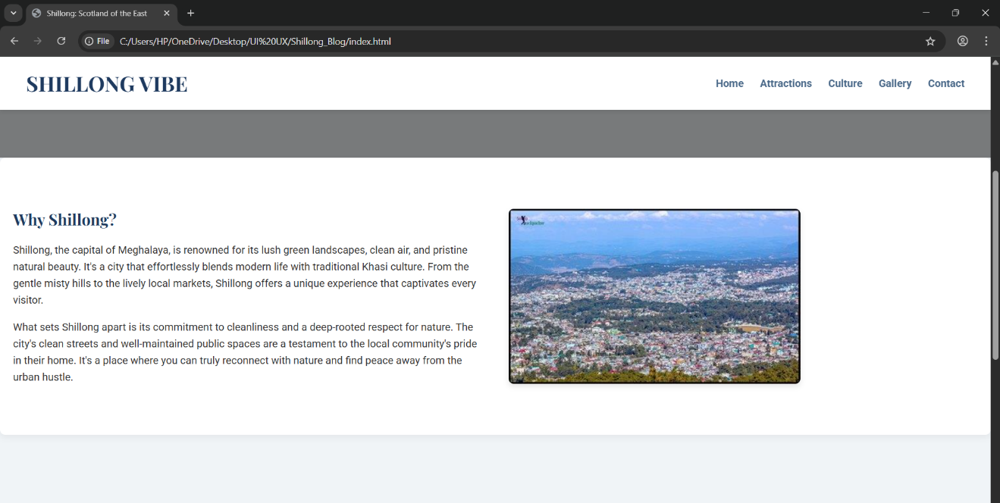 Shillong: Scotland of the East
File
C:/Users/HP/OneDrive/Desktop/UI%20UX/Shillong_Blog/index.html
SHILLONG VIBE
Home
Attractions
Culture
Gallery
Contact
Why Shillong?
Shillong, the capital of Meghalaya, is renowned for its lush green landscapes, clean air, and pristine
natural beauty. It's a city that effortlessly blends modern life with traditional Khasi culture. From the
gentle misty hills to the lively local markets, Shillong offers a unique experience that captivates every
visitor.
What sets Shillong apart is its commitment to cleanliness and a deep-rooted respect for nature. The
city's clean streets and well-maintained public spaces are a testament to the local community's pride
in their home. It's a place where you can truly reconnect with nature and find peace away from the
urban hustle.